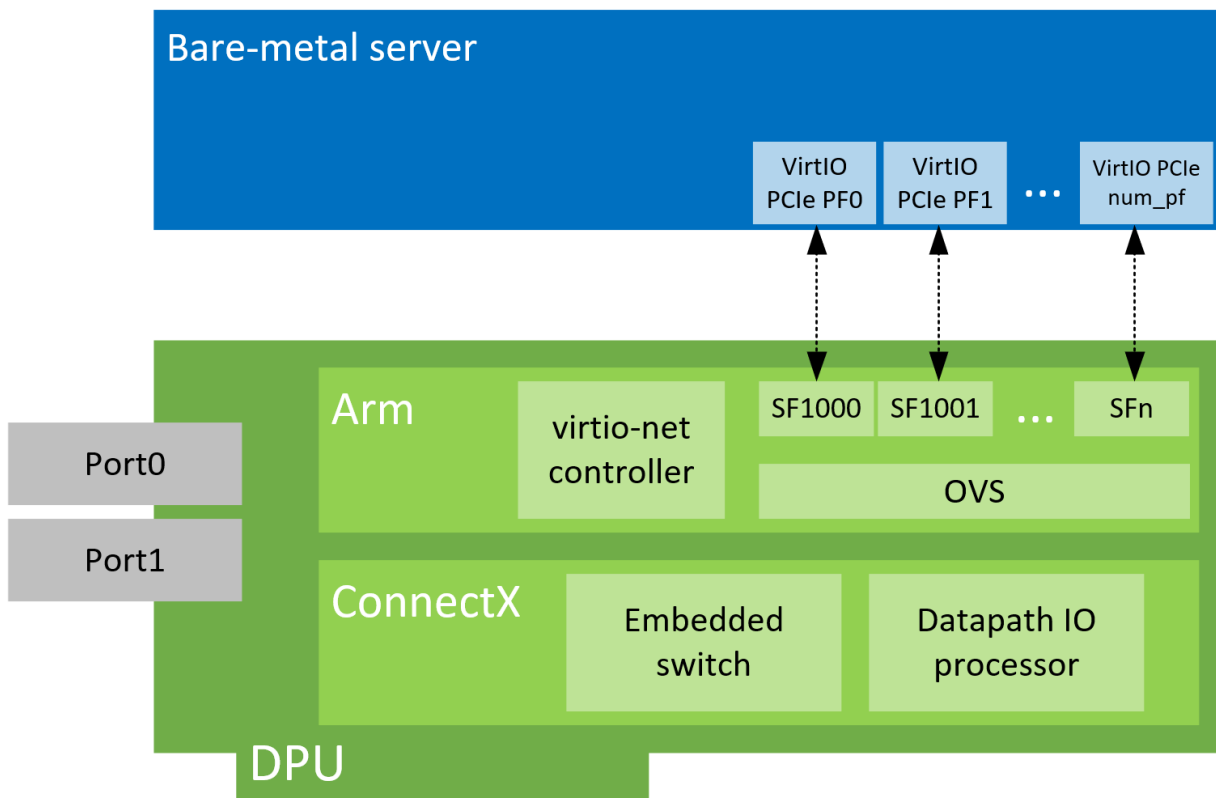 Bare-metal server
VirtIO
PCIe PF0
VirtIO
PCIe PF1
...
VirtIO PCIe
num_pf
Arm
virtio-net
controller
SF1000
SF1001
...
SFn
OVS
Port0
Port1
ConnectX
Embedded
switch
Datapath IO
processor
DPU